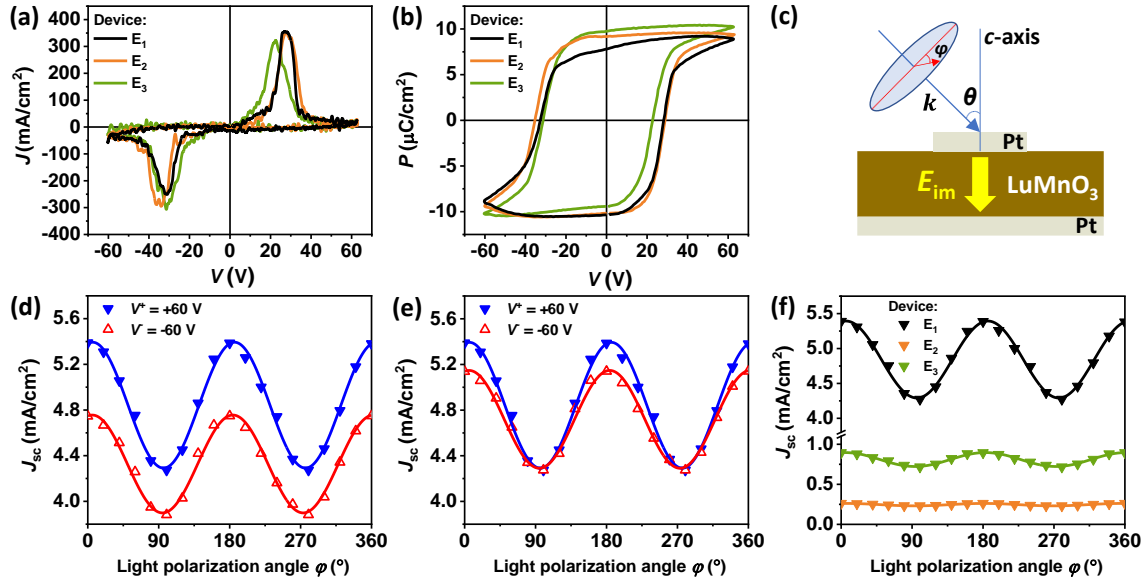 (a)
Device:
E₁
E₂
E₃
J (mA/cm²)
400
300
200
100
0
-100
-200
-300
-400
-60 -40 -20 0 20 40 60
V (V)
(b)
Device:
E₁
E₂
E₃
P (μC/cm²)
10
5
0
-5
-10
-60 -40 -20 0 20 40 60
V (V)
(c)
c-axis
φ
θ
k
Pt
E_im
LuMnO₃
Pt
(d)
V⁺ = +60 V
V⁻ = -60 V
J_sc (mA/cm²)
5.6
5.2
4.8
4.4
4.0
0 90 180 270 360
Light polarization angle φ (°)
(e)
V⁺ = +60 V
V⁻ = -60 V
J_sc (mA/cm²)
5.6
5.2
4.8
4.4
4.0
0 90 180 270 360
Light polarization angle φ (°)
(f)
Device:
E₁
E₂
E₃
J_sc (mA/cm²)
5.5
5.0
4.5
1.0
0.5
0.0
0 90 180 270 360
Light polarization angle φ (°)